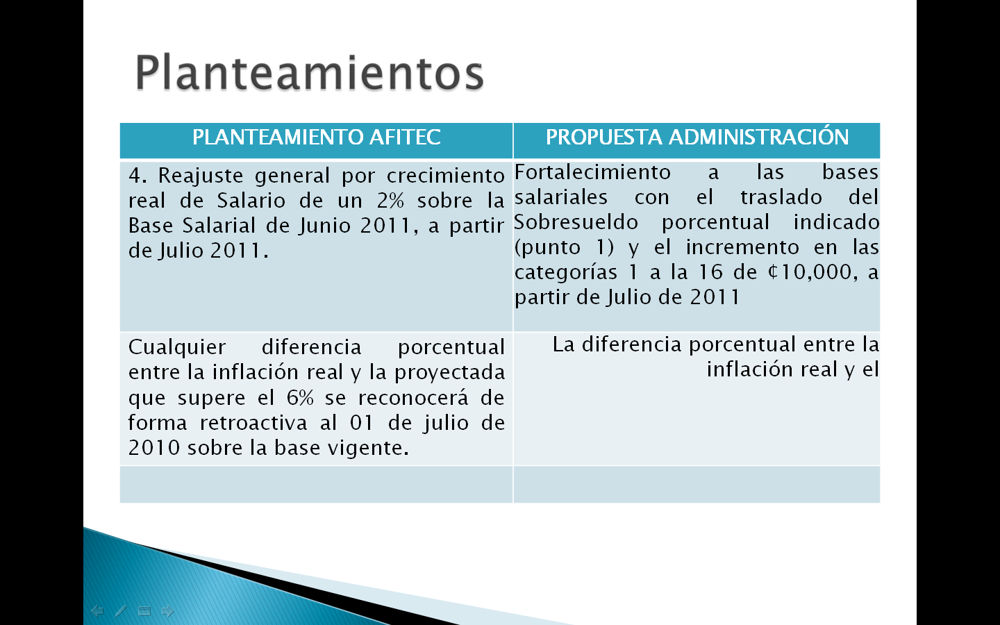 Planteamientos
PLANTEAMIENTO AFITEC
PROPUESTA ADMINISTRACIÓN
4. Reajuste general por crecimiento
real de Salario de un 2% sobre la
Base Salarial de Junio 2011, a partir
de Julio 2011.
Fortalecimiento a las bases
salariales con el traslado del
Sobresueldo porcentual indicado
(punto 1) y el incremento en las
categorías 1 a la 16 de ¢10,000, a
partir de Julio de 2011
Cualquier diferencia porcentual
entre la inflación real y la proyectada
que supere el 6% se reconocerá de
forma retroactiva al 01 de julio de
2010 sobre la base vigente.
La diferencia porcentual entre la
inflación real y el